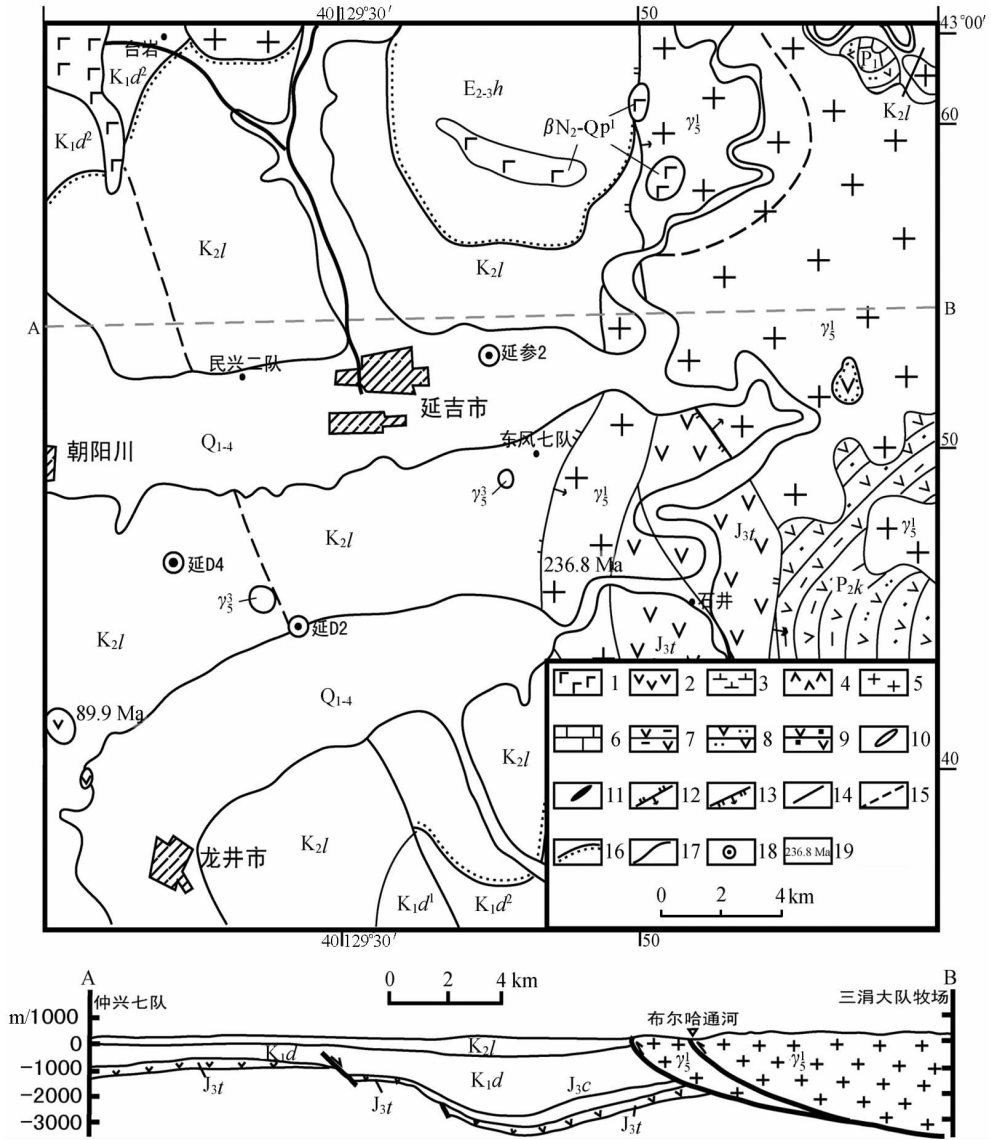 40 129°30′
50
43°00′
台岩
K₁d²
P₁
E₂₋₃h
K₂l
βN₂-Qp¹
60
K₁d²
γ₅¹
K₂l
K₂l
A
B
γ₅¹
延参2
民兴二队
延吉市
Q₁₋₄
朝阳川
东风七队
50
γ₅³
γ₅¹
γ₅¹
J₃t
K₂l
延D4
236.8 Ma
P₂k
γ₅³
石井
延D2
K₂l
J₃t
Q₁₋₄
89.9 Ma
K₂l
40
龙井市
K₂l
K₁d¹
K₁d²
1 2 3 4 5
6 7 8 9 10
11 12 13 14 15
16 17 18 236.8 Ma 19
0 2 4 km
40 129°30′
50
A
B
0 2 4 km
仲兴七队
三涓大队牧场
m/1000
布尔哈通河
0
K₂l
K₁d
γ₅¹
γ₅¹
−1000
K₁d
J₃c
J₃t
−2000
J₃t
J₃t
−3000